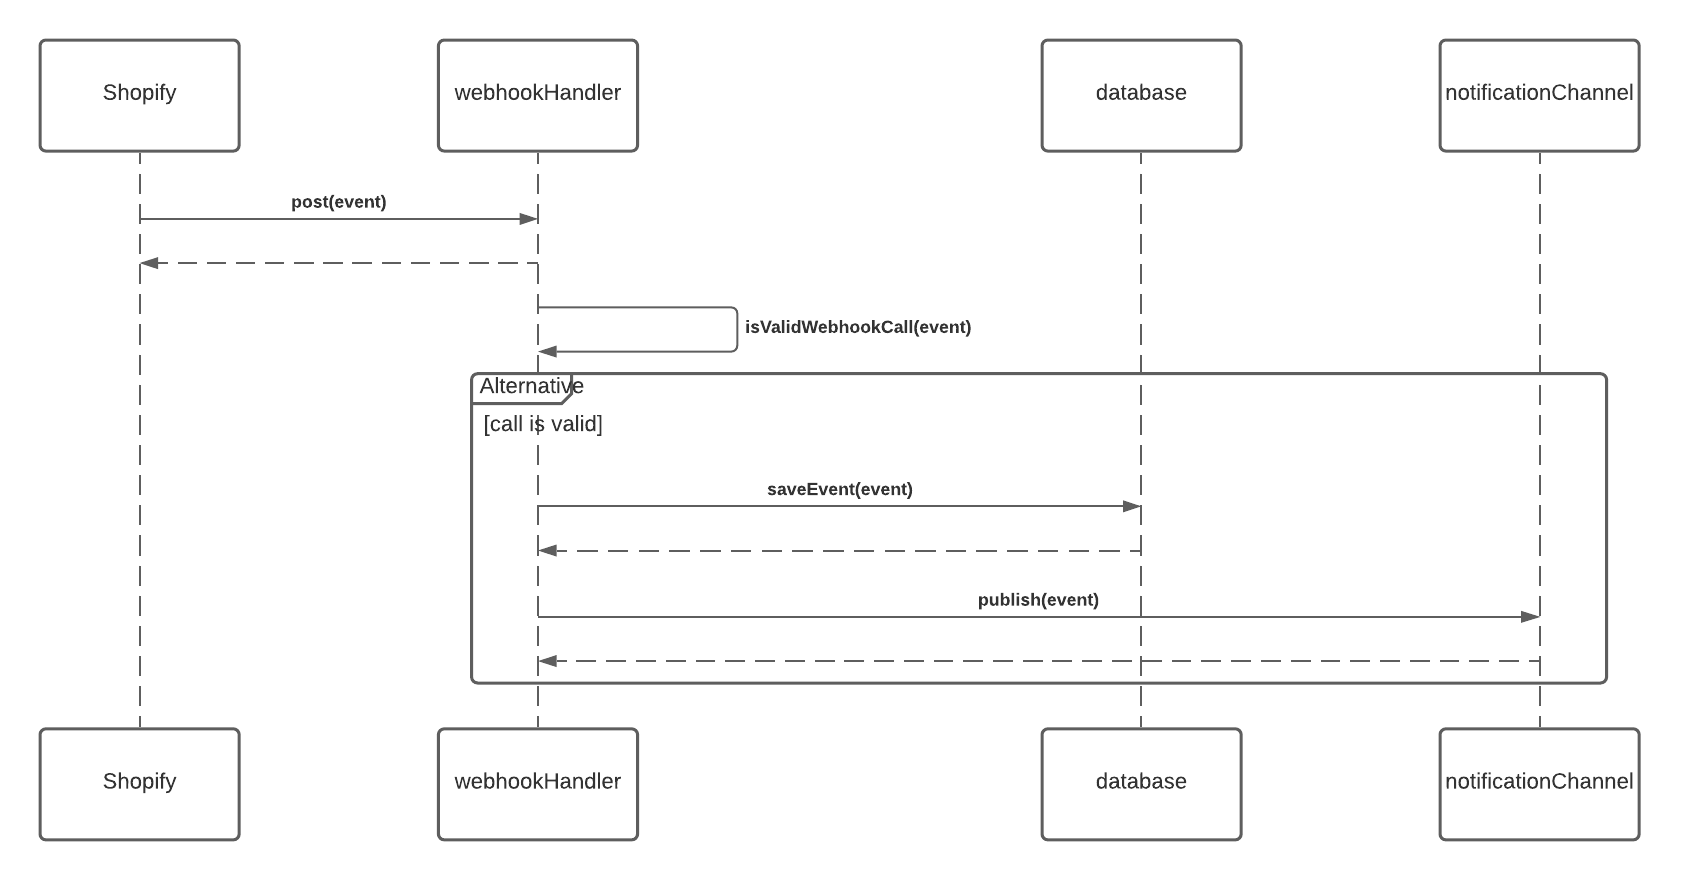 Shopify
webhookHandler
database
notificationChannel
post(event)
isValidWebhookCall(event)
Alternative
[call is valid]
saveEvent(event)
publish(event)
Shopify
webhookHandler
database
notificationChannel